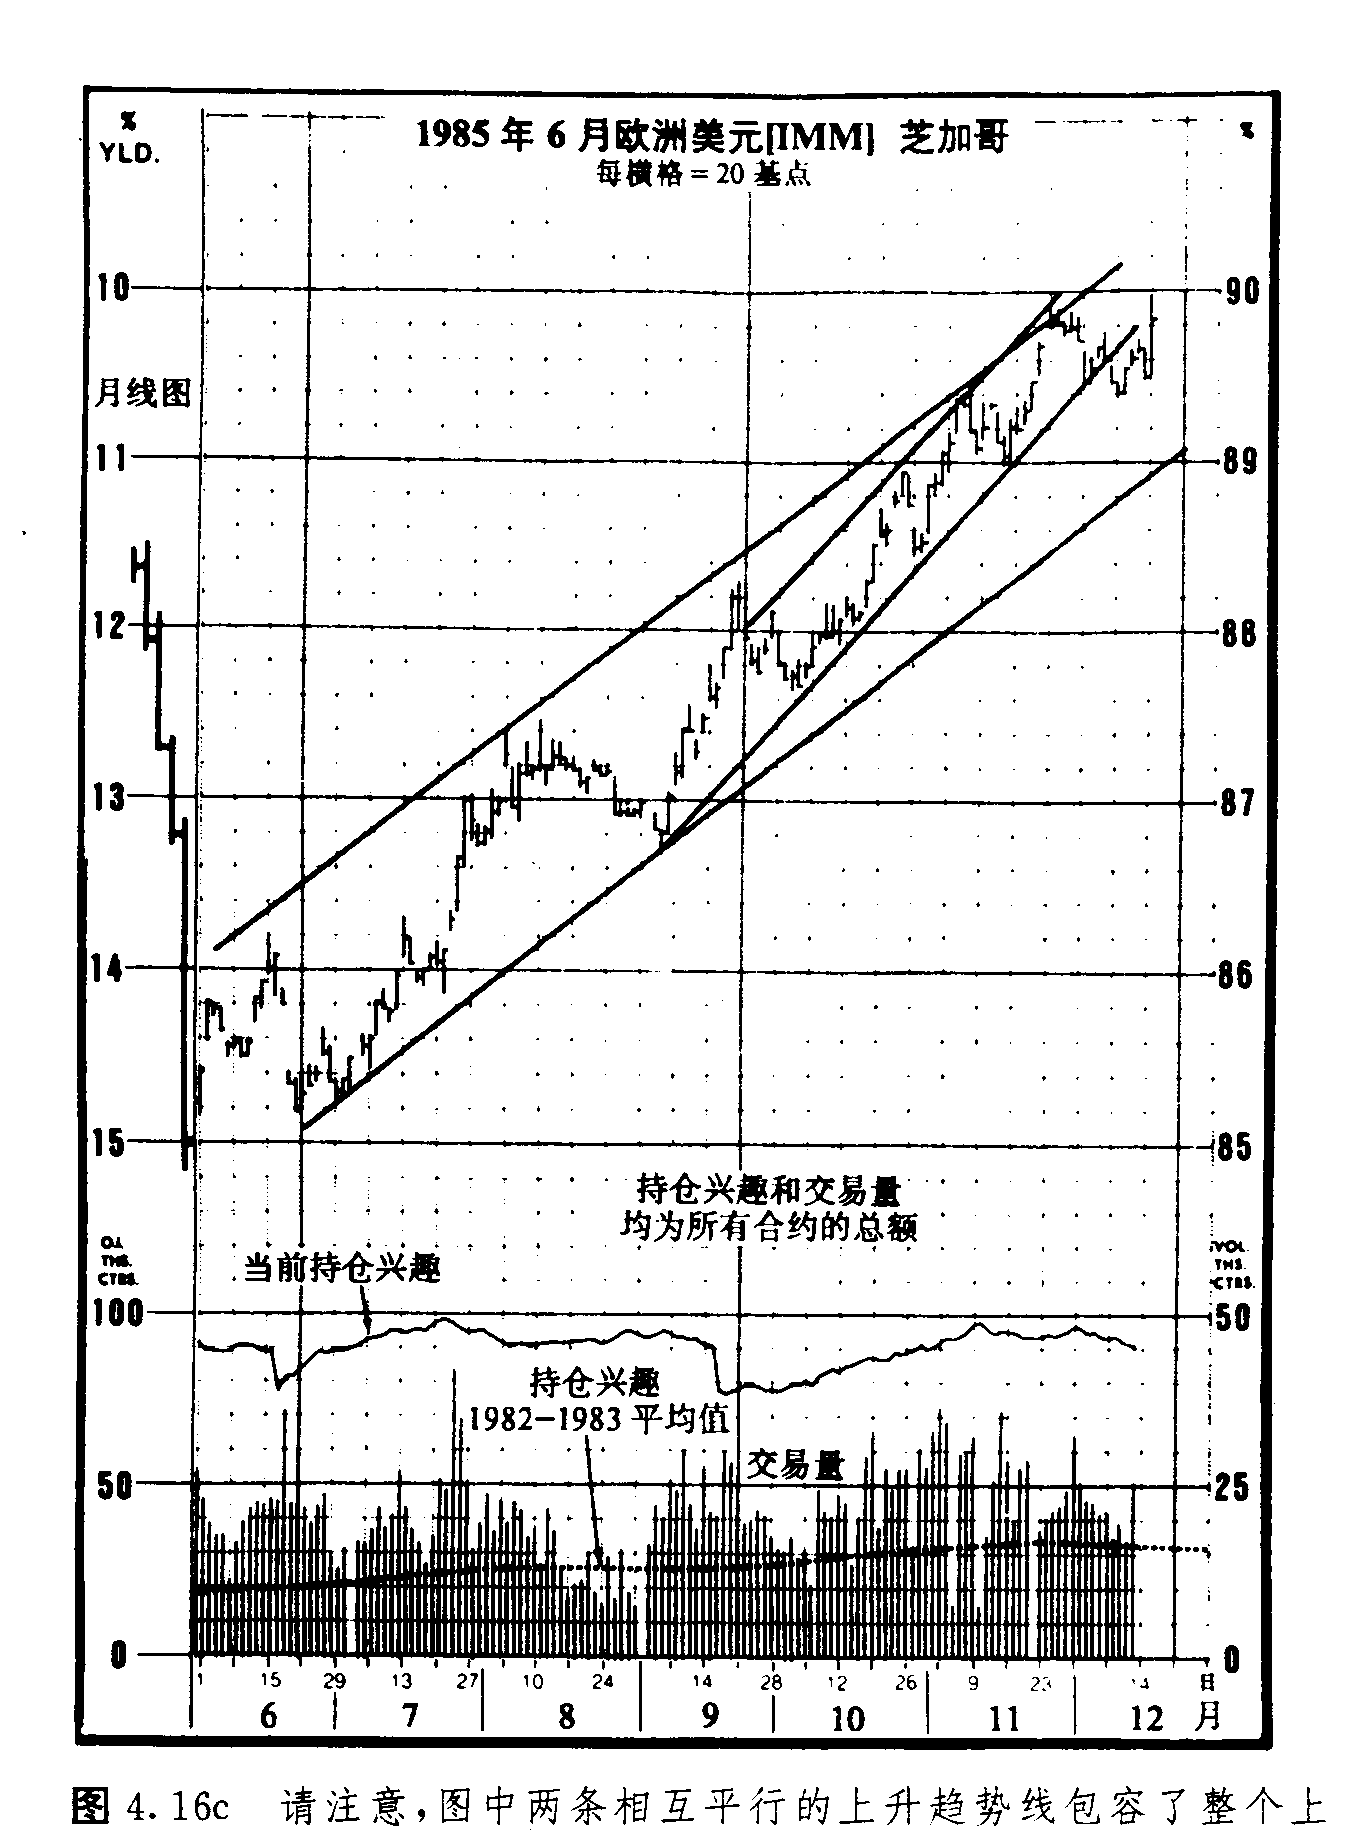 %
YLD.
1985 年 6 月欧洲美元[IMM] 芝加哥
%
每横格 = 20 基点
10
90
月线图
11
89
12
88
13
87
14
86
15
85
持仓兴趣和交易量
均为所有合约的总额
O.I.
THS.
CTRS.
当前持仓兴趣
VOL.
THS.
CTRS.
100
50
持仓兴趣
1982-1983 平均值
交易量
50
25
0
0
1 15 29 13 27 10 24 14 28 12 26 9 23 14 日
6 7 8 9 10 11 12 月
图 4.16c 请注意,图中两条相互平行的上升趋势线包容了整个上